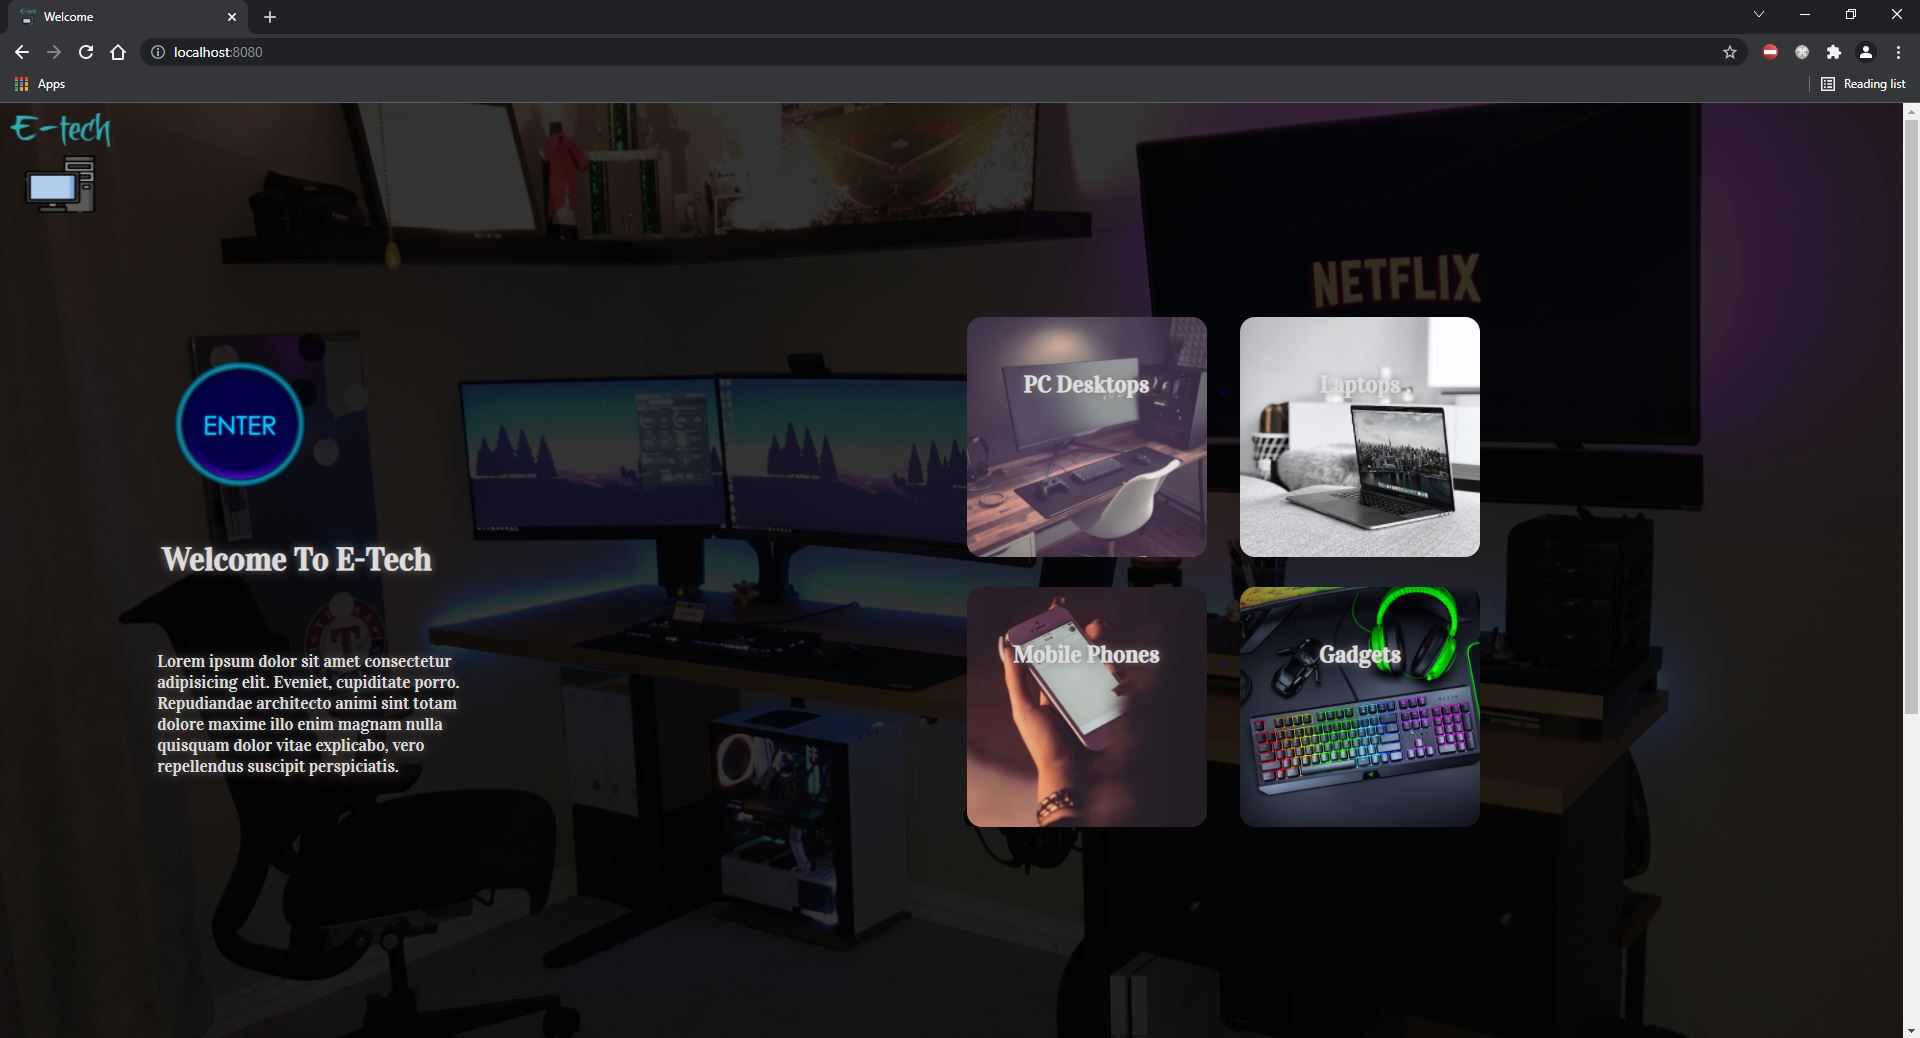 Welcome
localhost:8080
Apps
Reading list
E-tech
NETFLIX
ENTER
PC Desktops
Laptops
Welcome To E-Tech
Mobile Phones
Gadgets
Lorem ipsum dolor sit amet consectetur
adipisicing elit. Eveniet, cupiditate porro.
Repudiandae architecto animi sint totam
dolore maxime illo enim magnam nulla
quisquam dolor vitae explicabo, vero
repellendus suscipit perspiciatis.